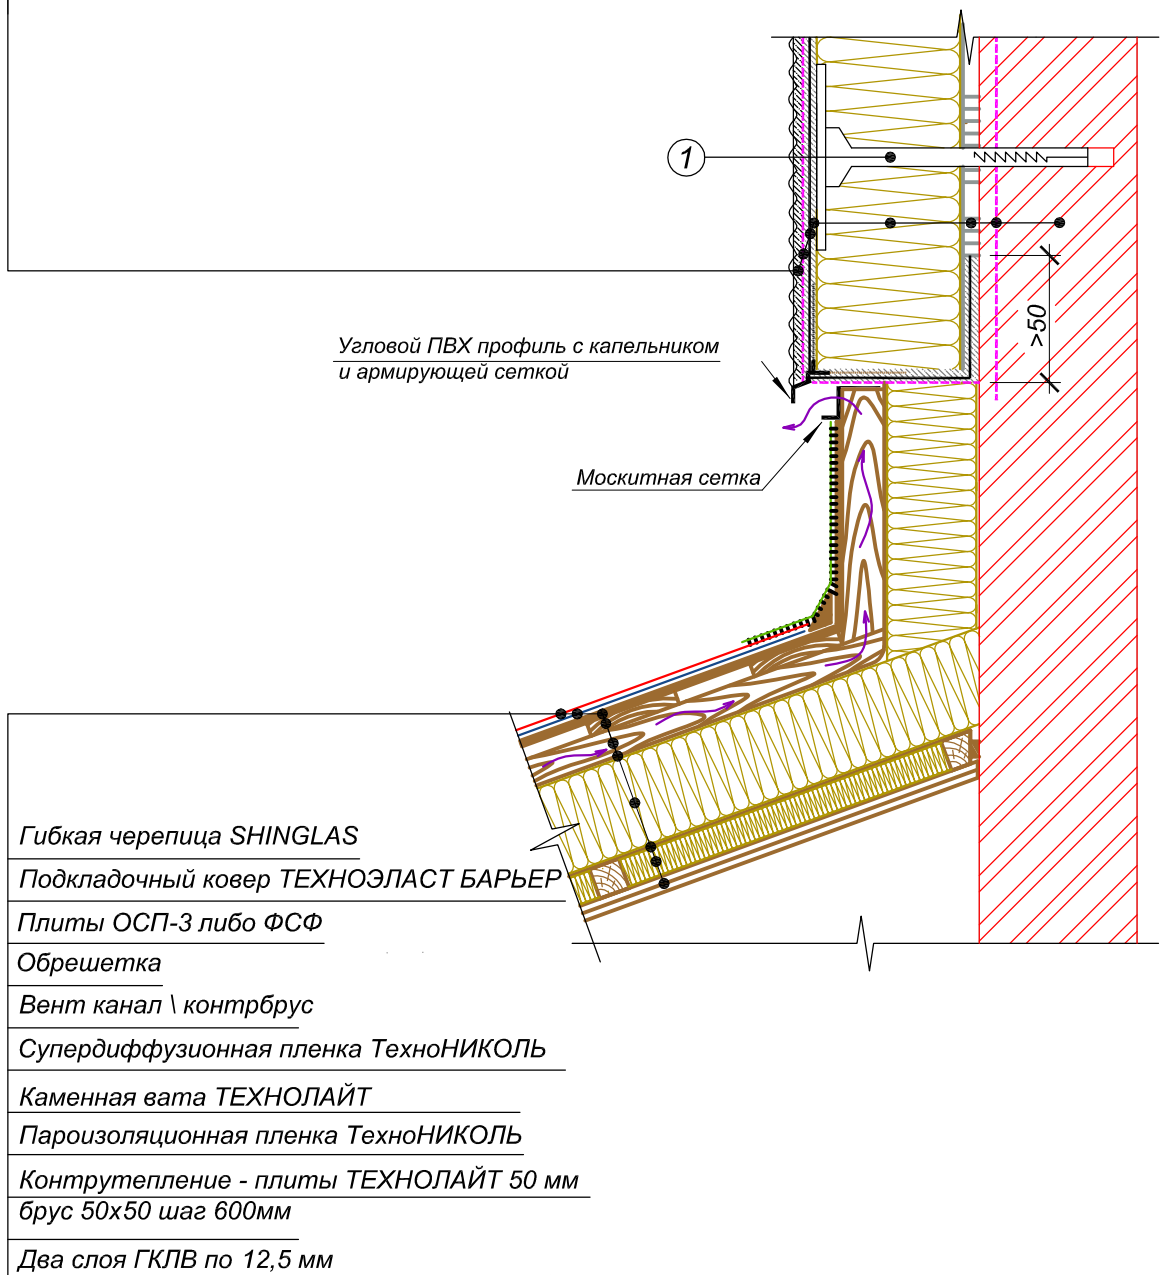 1
>50
Угловой ПВХ профиль с капельником
и армирующей сеткой
Москитная сетка
Гибкая черепица SHINGLAS
Подкладочный ковер ТЕХНОЭЛАСТ БАРЬЕР
Плиты ОСП-3 либо ФСФ
Обрешетка
Вент канал \ контрбрус
Супердиффузионная пленка ТехноНИКОЛЬ
Каменная вата ТЕХНОЛАЙТ
Пароизоляционная пленка ТехноНИКОЛЬ
Контрутепление - плиты ТЕХНОЛАЙТ 50 мм
брус 50х50 шаг 600мм
Два слоя ГКЛВ по 12,5 мм